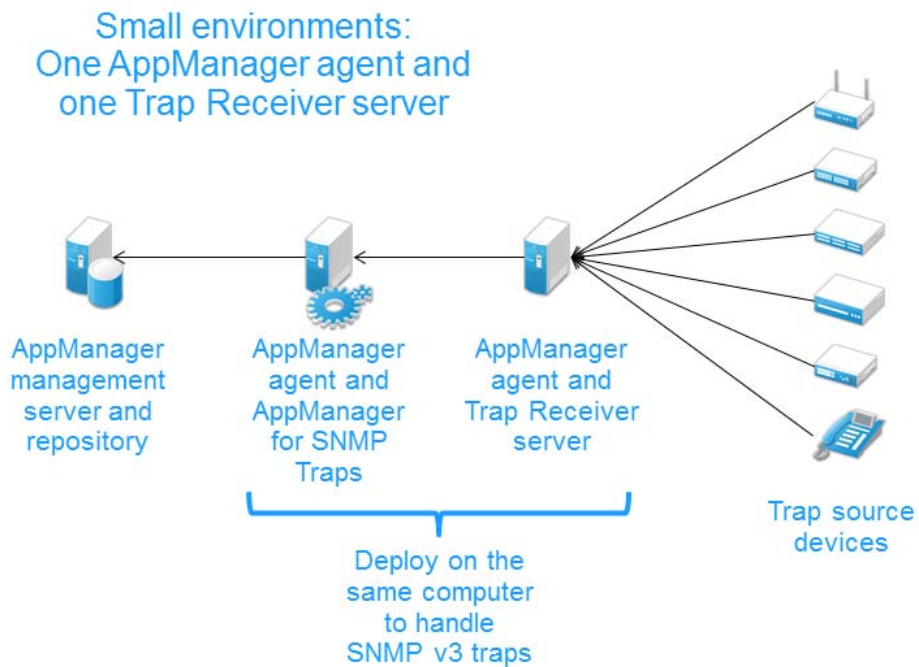 Small environments:
One AppManager agent and
one Trap Receiver server
AppManager
management
server and
repository
AppManager
agent and
AppManager
for SNMP
Traps
AppManager
agent and
Trap Receiver
server
Trap source
devices
Deploy on the
same computer
to handle
SNMP v3 traps